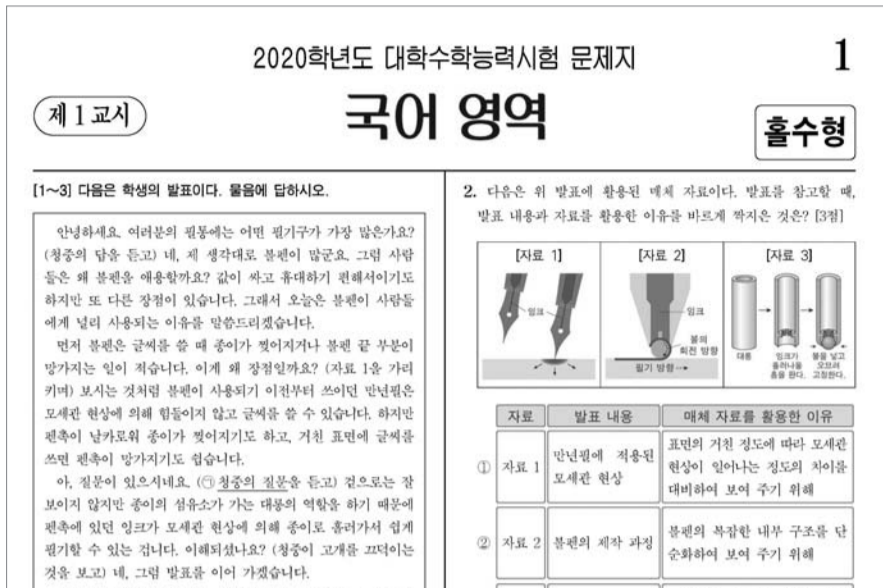 2020학년도 대학수학능력시험 문제지
1
제 1 교시
국어 영역
홀수형
[1~3] 다음은 학생의 발표이다. 물음에 답하시오.
안녕하세요. 여러분의 필통에는 어떤 필기구가 가장 많은가요?
(청중의 답을 듣고) 네, 제 생각대로 볼펜이 많군요. 그럼 사람
들은 왜 볼펜을 애용할까요? 값이 싸고 휴대하기 편해서이기도
하지만 또 다른 장점이 있습니다. 그래서 오늘은 볼펜이 사람들
에게 널리 사용되는 이유를 말씀드리겠습니다.
먼저 볼펜은 글씨를 쓸 때 종이가 찢어지거나 볼펜 끝 부분이
망가지는 일이 적습니다. 이게 왜 장점일까요? (자료 1을 가리
키며) 보시는 것처럼 볼펜이 사용되기 이전부터 쓰이던 만년필은
모세관 현상에 의해 힘들이지 않고 글씨를 쓸 수 있습니다. 하지만
펜촉이 날카로워 종이가 찢어지기도 하고, 거친 표면에 글씨를
쓰면 펜촉이 망가지기도 쉽습니다.
아, 질문이 있으시네요. (㉠ 청중의 질문을 듣고) 겉으로는 잘
보이지 않지만 종이의 섬유소가 가는 대롱의 역할을 하기 때문에
펜촉에 있던 잉크가 모세관 현상에 의해 종이로 흘러가서 쉽게
필기할 수 있는 겁니다. 이해되셨나요? (청중이 고개를 끄덕이는
것을 보고) 네, 그럼 발표를 이어 가겠습니다.
2. 다음은 위 발표에 활용된 매체 자료이다. 발표를 참고할 때,
발표 내용과 자료를 활용한 이유를 바르게 짝지은 것은? [3점]
[자료 1]
잉크
[자료 2]
잉크
볼의
회전 방향
필기 방향
[자료 3]
대롱
잉크가
흘러나올
홈을 판다.
볼을 넣고
오므려
고정한다.
자료 발표 내용 매체 자료를 활용한 이유
① 자료 1
만년필에 적용된
모세관 현상
표면의 거친 정도에 따라 모세관
현상이 일어나는 정도의 차이를
대비하여 보여 주기 위해
② 자료 2 볼펜의 제작 과정
볼펜의 복잡한 내부 구조를 단
순화하여 보여 주기 위해